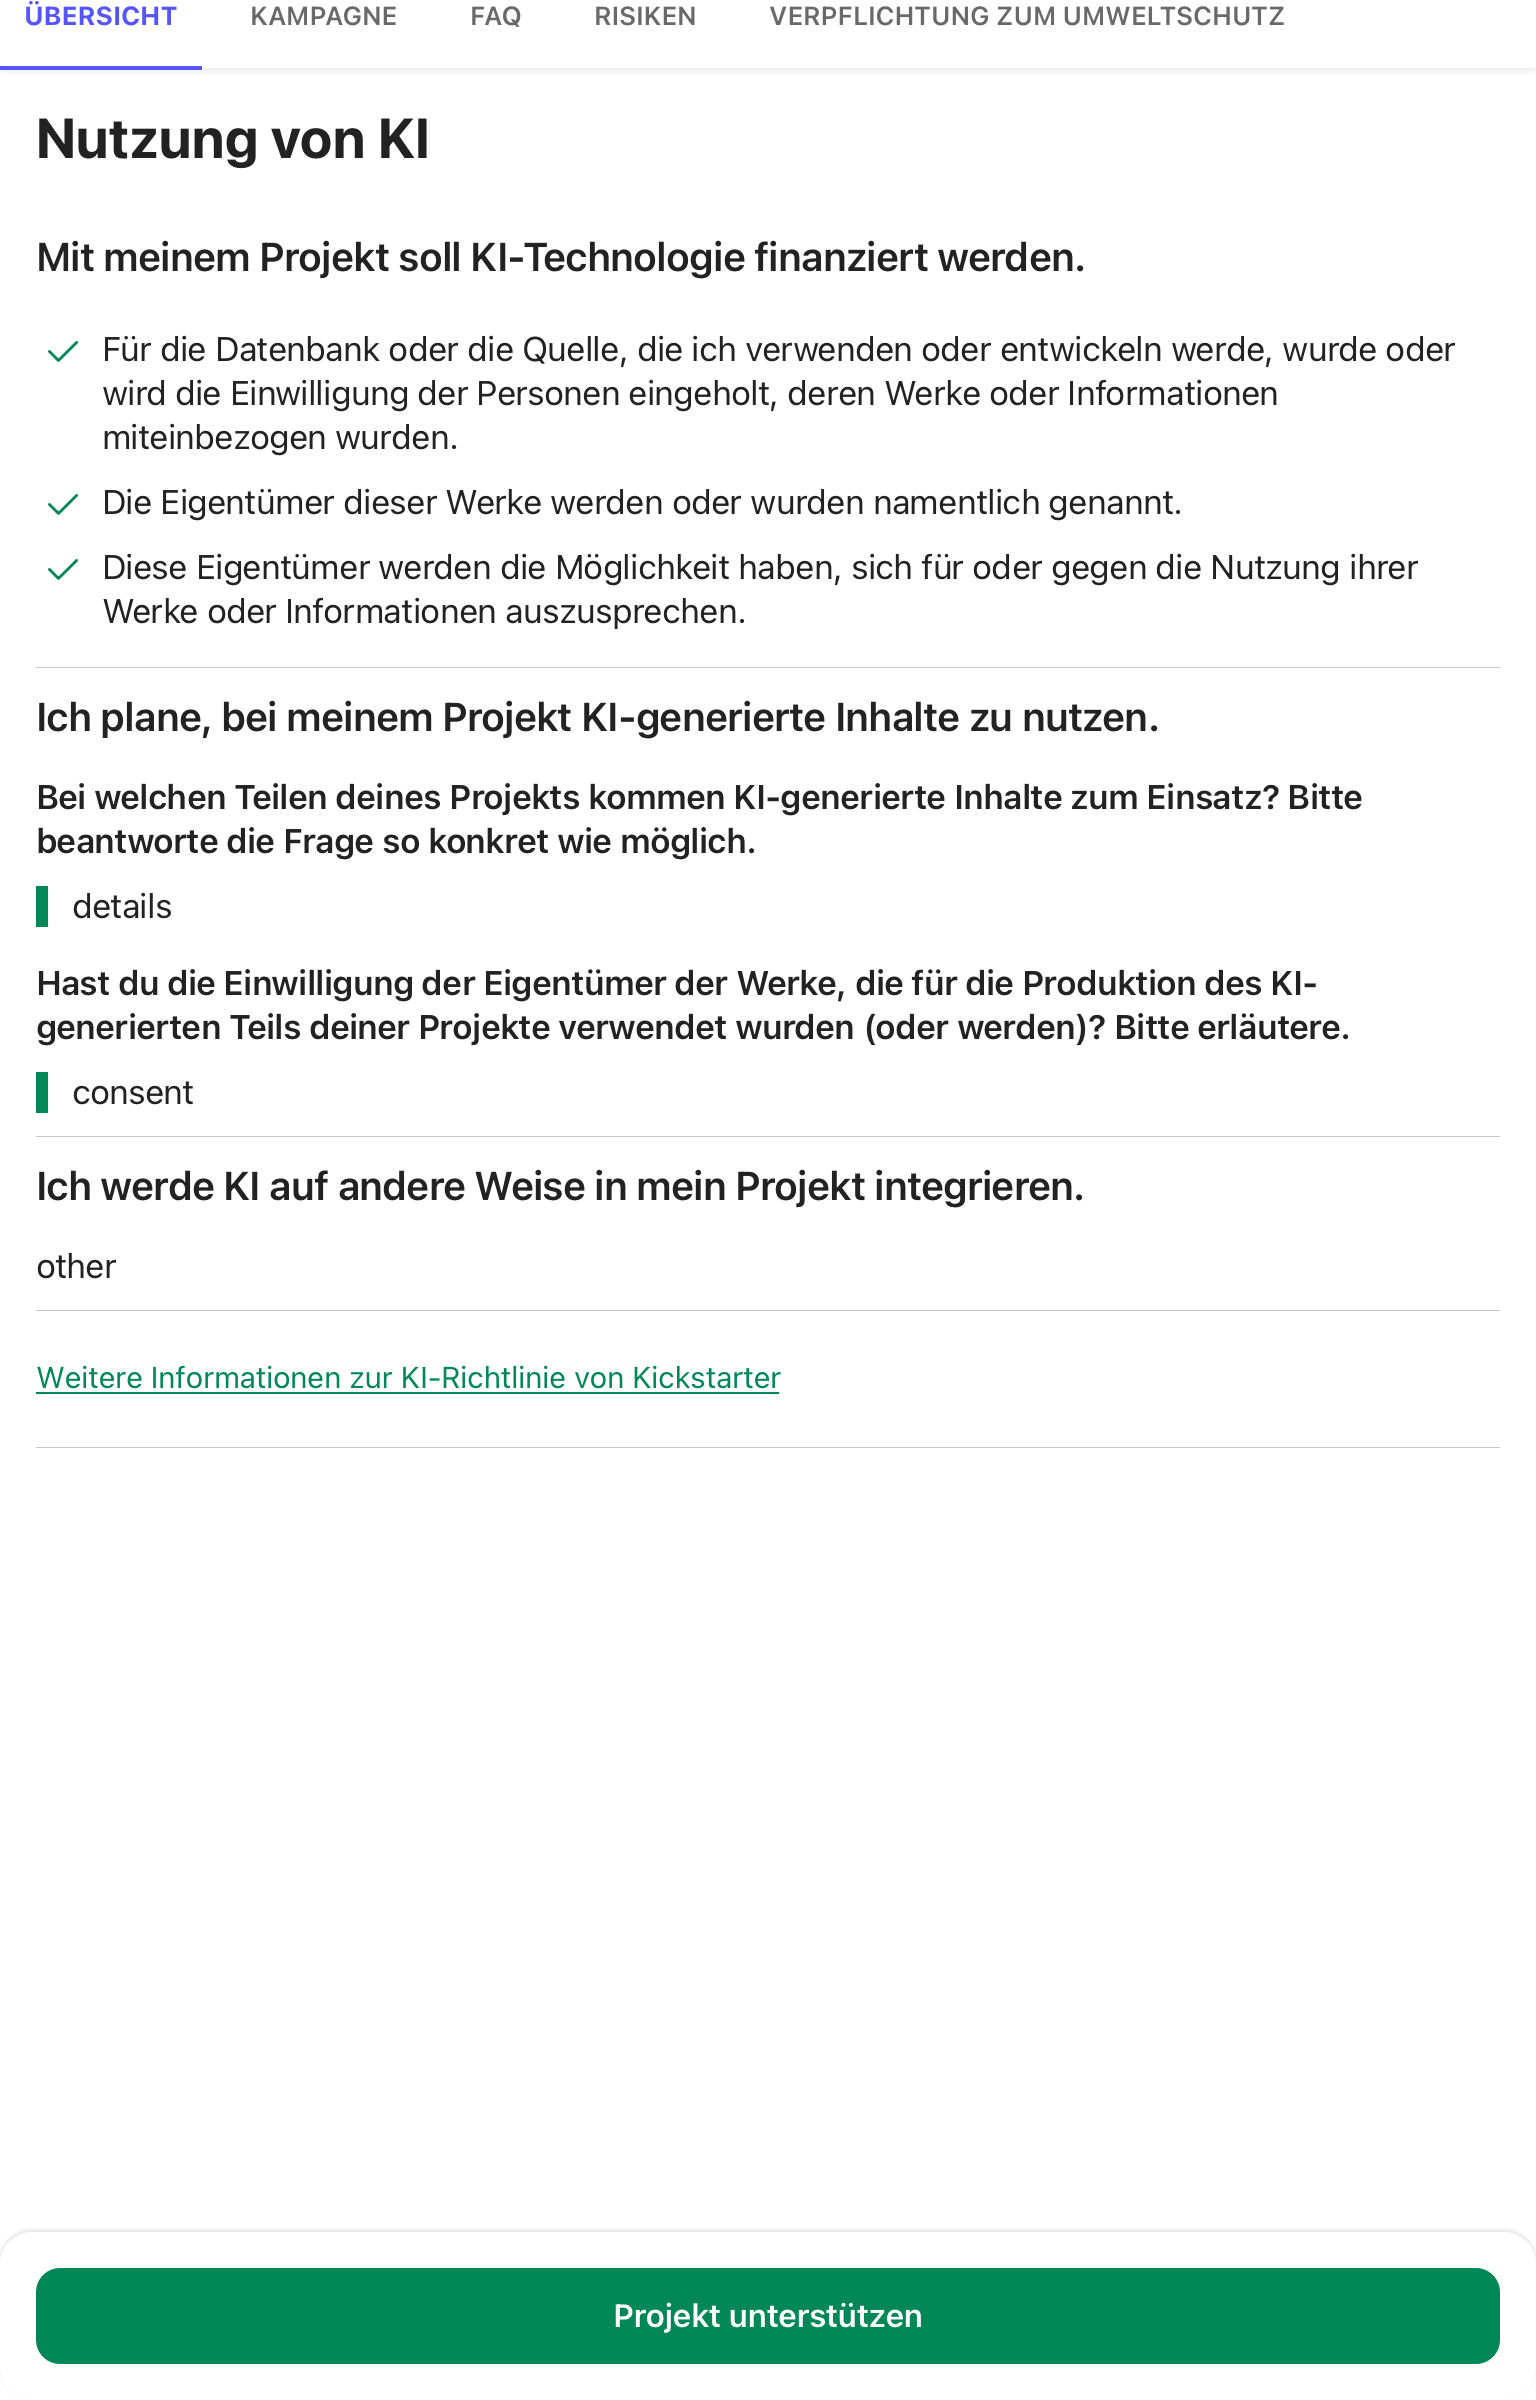 ÜBERSICHT KAMPAGNE FAQ RISIKEN VERPFLICHTUNG ZUM UMWELTSCHUTZ
Nutzung von KI
Mit meinem Projekt soll KI-Technologie finanziert werden.
Für die Datenbank oder die Quelle, die ich verwenden oder entwickeln werde, wurde oder
wird die Einwilligung der Personen eingeholt, deren Werke oder Informationen
miteinbezogen wurden.
Die Eigentümer dieser Werke werden oder wurden namentlich genannt.
Diese Eigentümer werden die Möglichkeit haben, sich für oder gegen die Nutzung ihrer
Werke oder Informationen auszusprechen.
Ich plane, bei meinem Projekt KI-generierte Inhalte zu nutzen.
Bei welchen Teilen deines Projekts kommen KI-generierte Inhalte zum Einsatz? Bitte
beantworte die Frage so konkret wie möglich.
details
Hast du die Einwilligung der Eigentümer der Werke, die für die Produktion des KI-
generierten Teils deiner Projekte verwendet wurden (oder werden)? Bitte erläutere.
consent
Ich werde KI auf andere Weise in mein Projekt integrieren.
other
Weitere Informationen zur KI-Richtlinie von Kickstarter
Projekt unterstützen